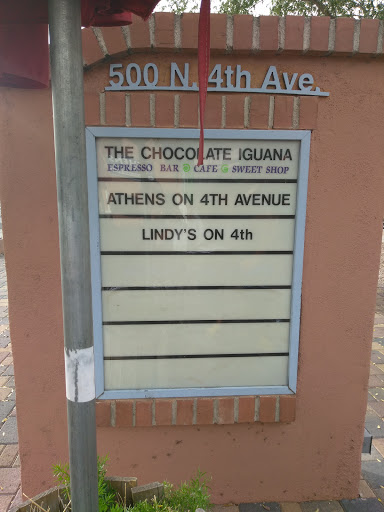 500 N. 4th Ave.
THE CHOCOLATE IGUANA
ESPRESSO BAR CAFE SWEET SHOP
ATHENS ON 4TH AVENUE
LINDY'S ON 4th